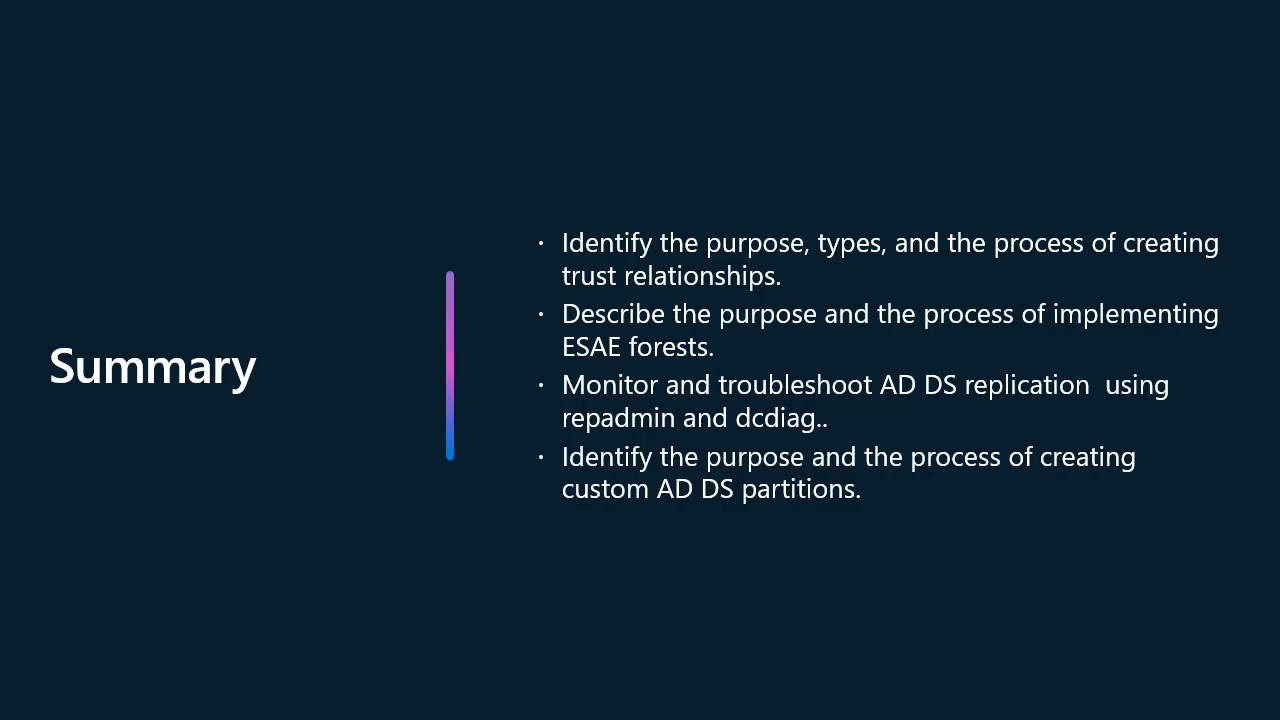 Summary
· Identify the purpose, types, and the process of creating
trust relationships.
· Describe the purpose and the process of implementing
ESAE forests.
· Monitor and troubleshoot AD DS replication  using
repadmin and dcdiag..
· Identify the purpose and the process of creating
custom AD DS partitions.